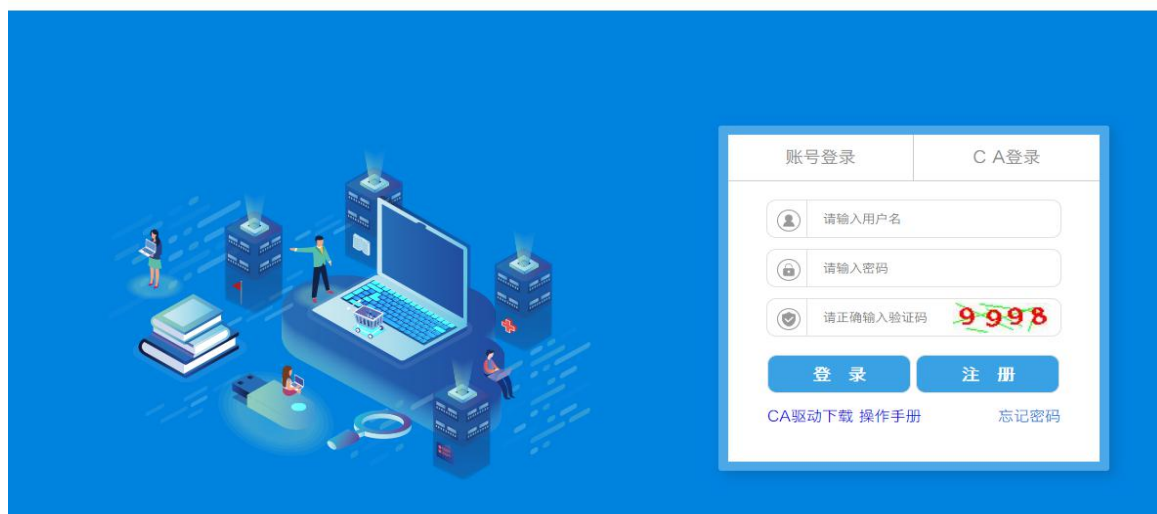 账号登录
C A登录
请输入用户名
请输入密码
请正确输入验证码 9998
登 录
注 册
CA驱动下载 操作手册
忘记密码